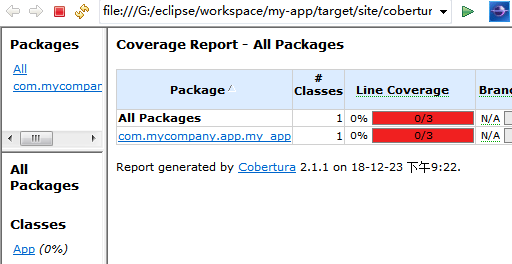 file:///G:/eclipse/workspace/my-app/target/site/cobertur
Packages
All
com.mycompan
All
Packages
Classes
App (0%)
Coverage Report - All Packages
Package # Classes Line Coverage Bran
All Packages 1 0% 0/3 N/A
com.mycompany.app.my_app 1 0% 0/3 N/A
Report generated by Cobertura 2.1.1 on 18-12-23 下午9:22.